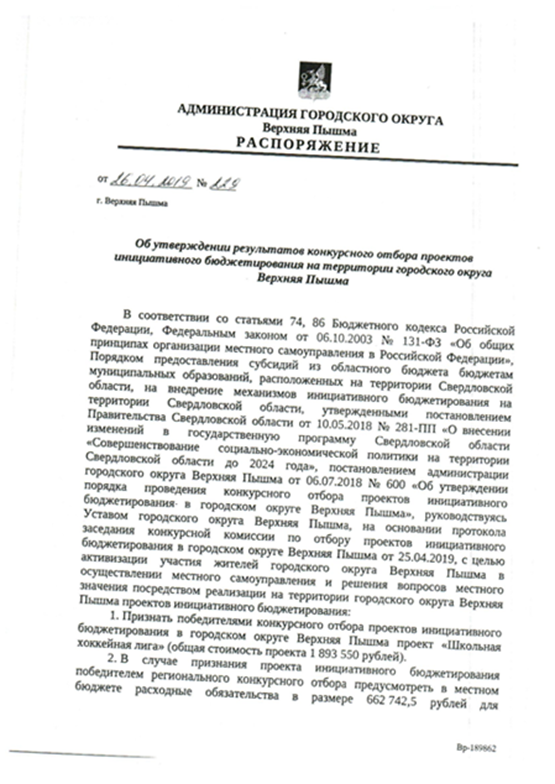 АДМИНИСТРАЦИЯ ГОРОДСКОГО ОКРУГА
Верхняя Пышма
РАСПОРЯЖЕНИЕ
от 26.04.2019 № 229
г. Верхняя Пышма
Об утверждении результатов конкурсного отбора проектов
инициативного бюджетирования на территории городского округа
Верхняя Пышма
В соответствии со статьями 74, 86 Бюджетного кодекса Российской
Федерации, Федеральным законом от 06.10.2003 № 131-ФЗ «Об общих
принципах организации местного самоуправления в Российской Федерации»,
Порядком предоставления субсидий из областного бюджета бюджетам
муниципальных образований, расположенных на территории Свердловской
области, на внедрение механизмов инициативного бюджетирования на
территории Свердловской области, утвержденными постановлением
Правительства Свердловской области от 10.05.2018 № 281-ПП «О внесении
изменений в государственную программу Свердловской области
«Совершенствование социально-экономической политики на территории
Свердловской области до 2024 года», постановлением администрации
городского округа Верхняя Пышма от 06.07.2018 № 600 «Об утверждении
порядка проведения конкурсного отбора проектов инициативного
бюджетирования в городском округе Верхняя Пышма», руководствуясь
Уставом городского округа Верхняя Пышма, на основании протокола
заседания конкурсной комиссии по отбору проектов инициативного
бюджетирования в городском округе Верхняя Пышма от 25.04.2019, с целью
активизации участия жителей городского округа Верхняя Пышма в
осуществлении местного самоуправления и решения вопросов местного
значения посредством реализации на территории городского округа Верхняя
Пышма проектов инициативного бюджетирования:
1. Признать победителями конкурсного отбора проектов инициативного
бюджетирования в городском округе Верхняя Пышма проект «Школьная
хоккейная лига» (общая стоимость проекта 1 893 550 рублей).
2. В случае признания проекта инициативного бюджетирования
победителем регионального конкурсного отбора предусмотреть в местном
бюджете расходные обязательства в размере 662 742,5 рублей для
Вр-189862